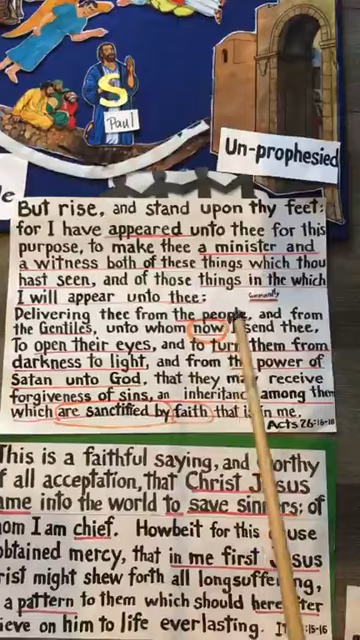 S
Paul
Un-prophesied
But rise, and stand upon thy feet:
for I have appeared unto thee for this
purpose, to make thee a minister and
a witness both of these things which thou
hast seen, and of those things in the which
I will appear unto thee;
Delivering thee from the people, and from
the Gentiles, unto whom now I send thee,
To open their eyes, and to turn them from
darkness to light, and from the power of
Satan unto God, that they may receive
forgiveness of sins, an inheritance among them
which are sanctified by faith that is in me.
Acts 26:16-18
This is a faithful saying, and worthy
f all acceptation, that Christ Jesus
ame into the world to save sinners; of
hom I am chief. Howbeit for this cause
obtained mercy, that in me first Jesus
rist might shew forth all longsuffering,
a pattern to them which should hereafter
ieve on him to life everlasting. :15-16